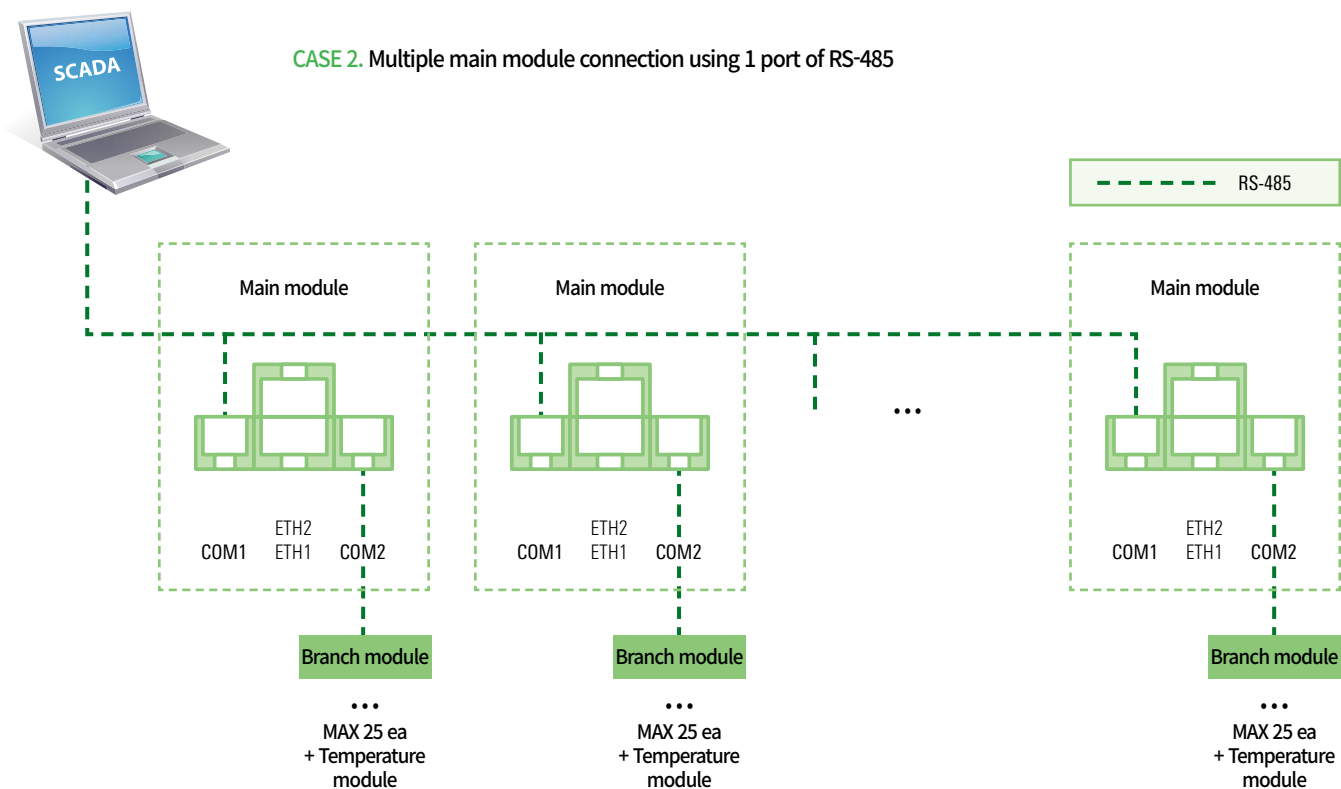 SCADA
CASE 2. Multiple main module connection using 1 port of RS-485
RS-485
Main module
Main module
Main module
...
ETH2
COM1 ETH1 COM2
ETH2
COM1 ETH1 COM2
ETH2
COM1 ETH1 COM2
Branch module
...
MAX 25 ea
+ Temperature
module
Branch module
...
MAX 25 ea
+ Temperature
module
Branch module
...
MAX 25 ea
+ Temperature
module